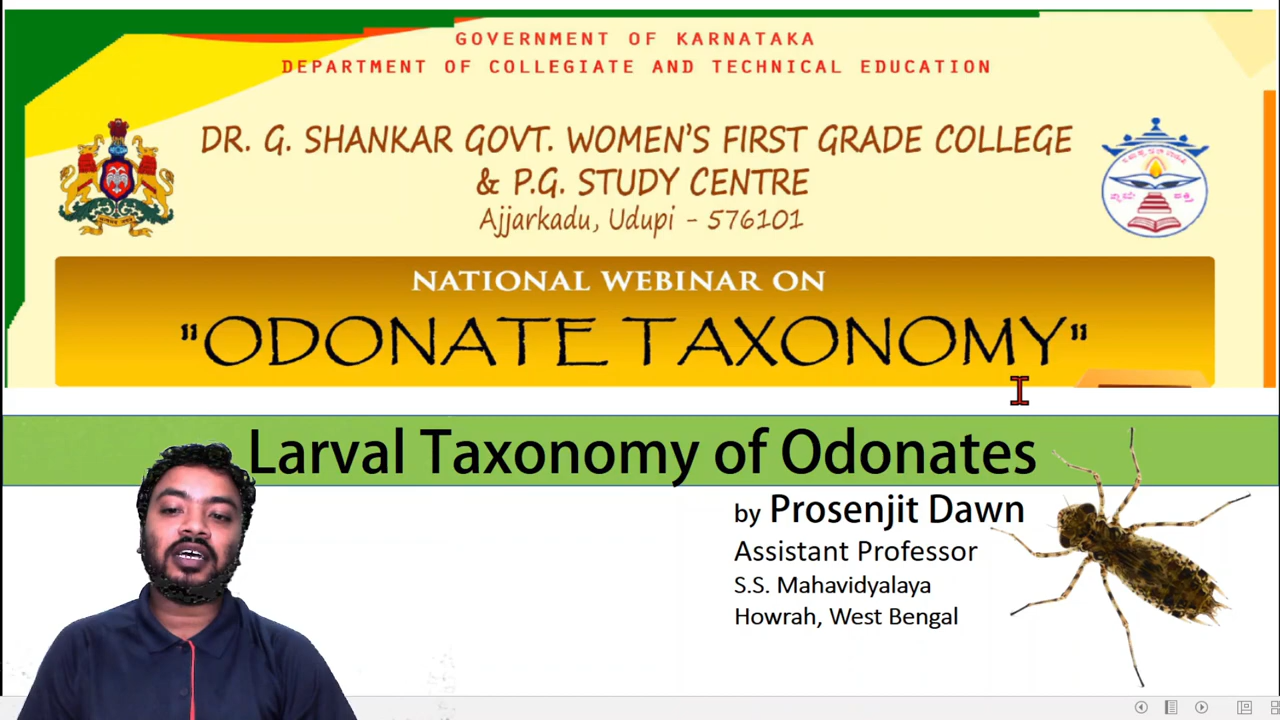 GOVERNMENT OF KARNATAKA
DEPARTMENT OF COLLEGIATE AND TECHNICAL EDUCATION
DR. G. SHANKAR GOVT. WOMEN'S FIRST GRADE COLLEGE
& P.G. STUDY CENTRE
Ajjarkadu, Udupi - 576101
NATIONAL WEBINAR ON
"ODONATE TAXONOMY"
Larval Taxonomy of Odonates
by Prosenjit Dawn
Assistant Professor
S.S. Mahavidyalaya
Howrah, West Bengal